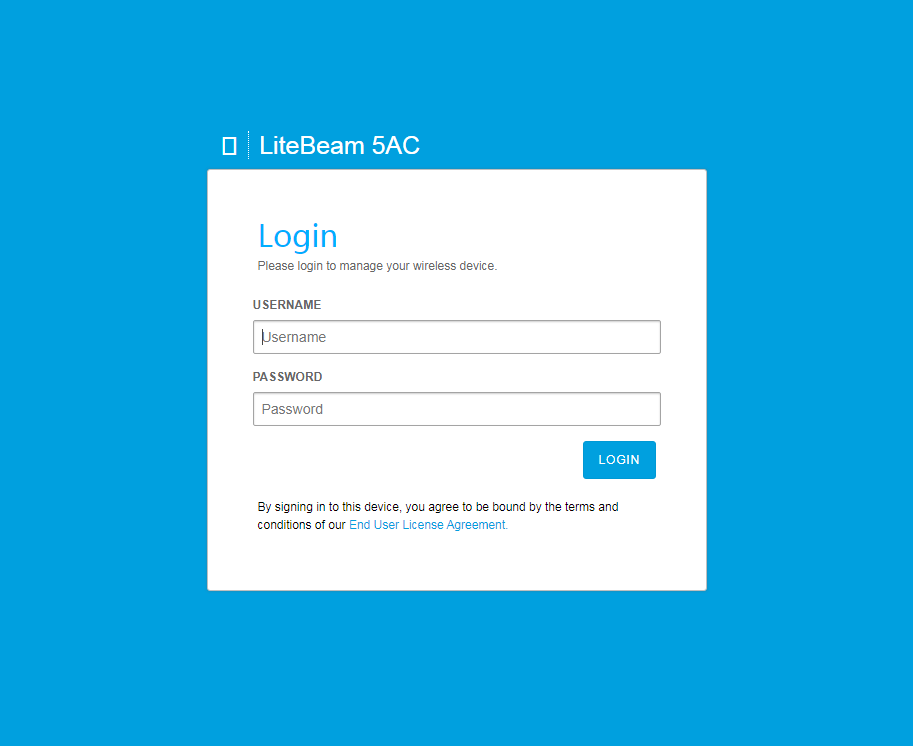 LiteBeam 5AC
Login
Please login to manage your wireless device.
USERNAME
Username
PASSWORD
Password
LOGIN
By signing in to this device, you agree to be bound by the terms and
conditions of our End User License Agreement.